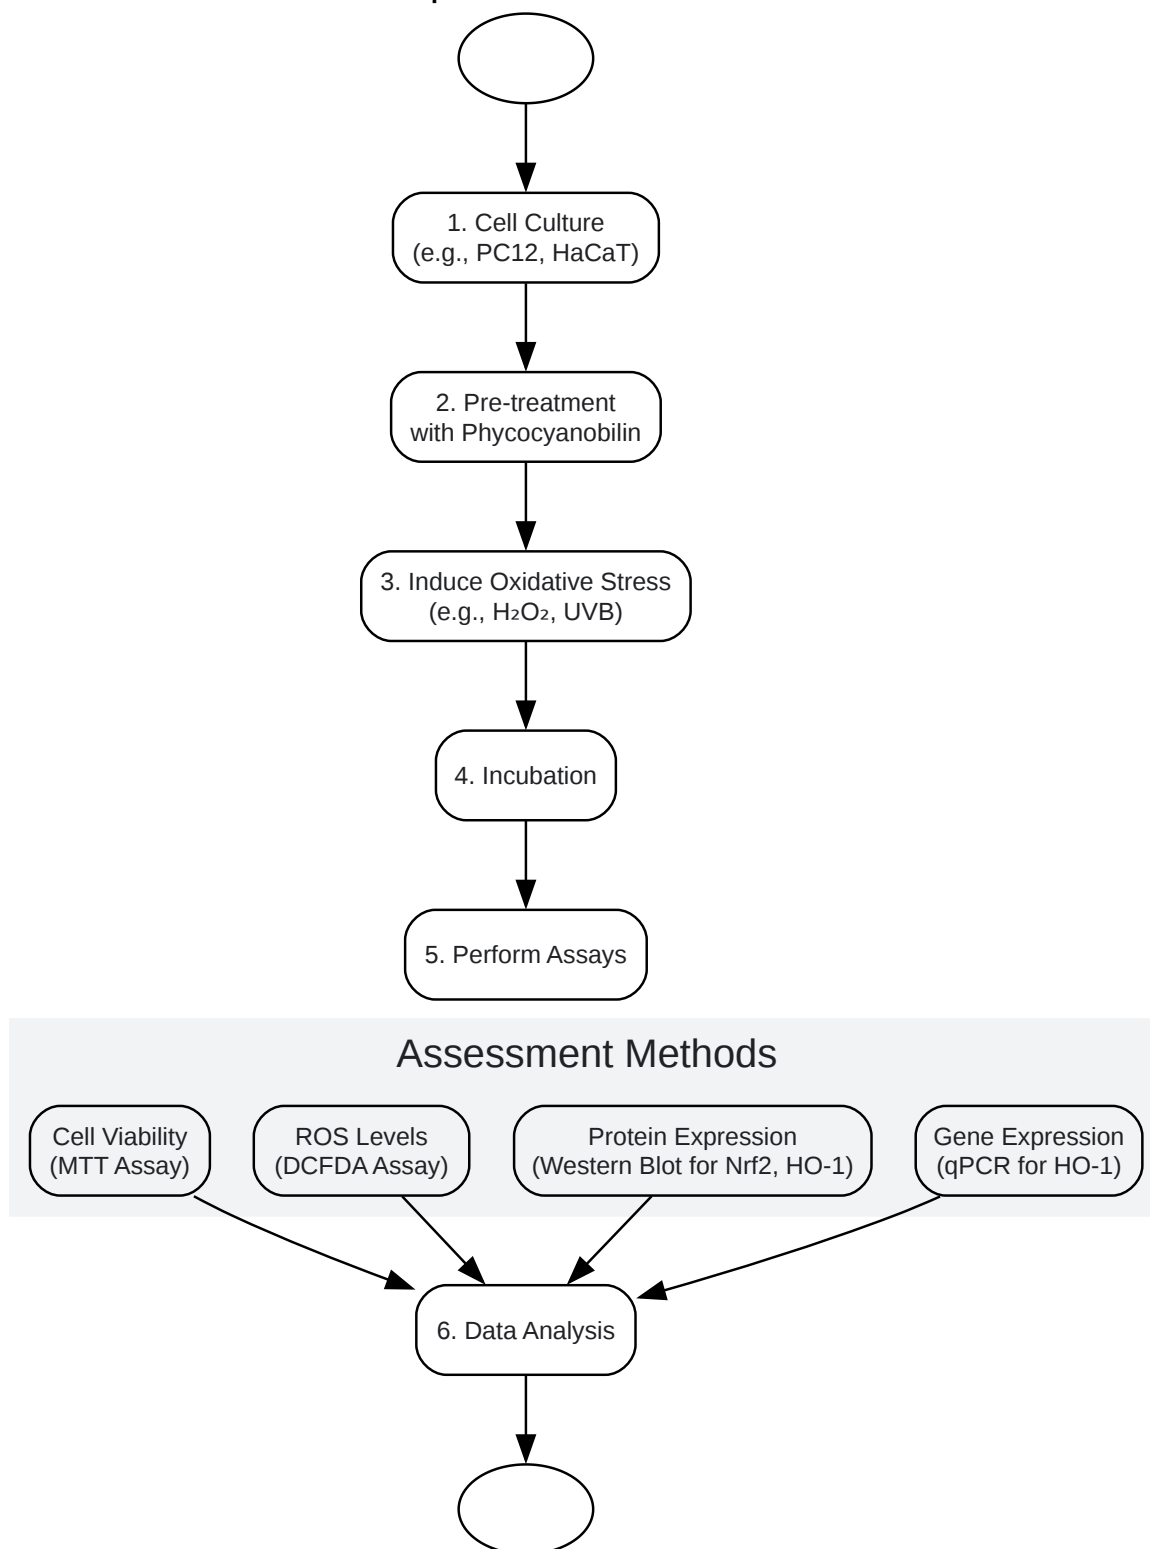 1. Cell Culture
(e.g., PC12, HaCaT)
2. Pre-treatment
with Phycocyanobilin
3. Induce Oxidative Stress
(e.g., H₂O₂, UVB)
4. Incubation
5. Perform Assays
Assessment Methods
Cell Viability
(MTT Assay)
ROS Levels
(DCFDA Assay)
Protein Expression
(Western Blot for Nrf2, HO-1)
Gene Expression
(qPCR for HO-1)
6. Data Analysis